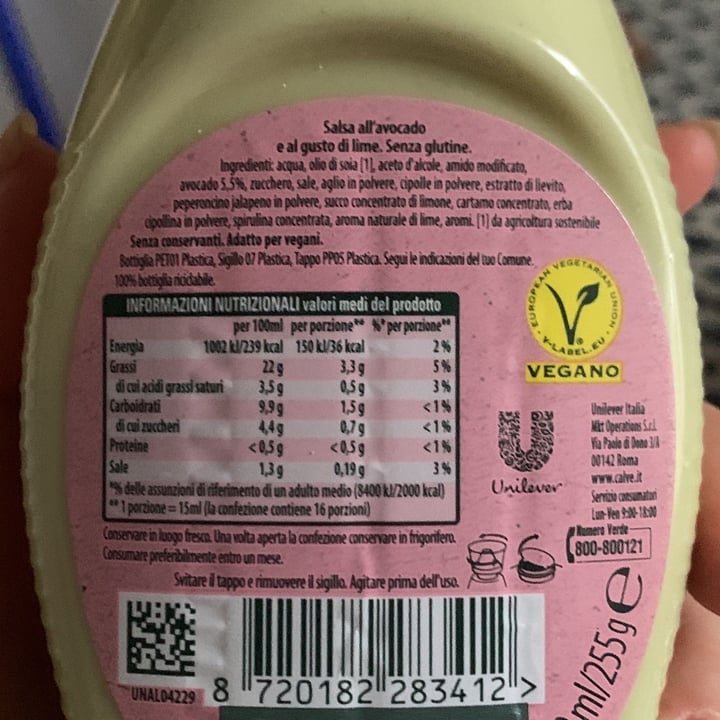 Salsa all'avocado
e al gusto di lime. Senza glutine.
Ingredienti: acqua, olio di soia [1], aceto d'alcole, amido modificato,
avocado 5,5%, zucchero, sale, aglio in polvere, cipolle in polvere, estratto di lievito,
peperoncino jalapeno in polvere, succo concentrato di limone, cartamo concentrato, erba
cipollina in polvere, spirulina concentrata, aroma naturale di lime, aromi. [1] da agricoltura sostenibile
Senza conservanti. Adatto per vegani.
Bottiglia PET01 Plastica, Sigillo 07 Plastica, Tappo PP05 Plastica. Segui le indicazioni del tuo Comune.
100% bottiglia riciclabile.
INFORMAZIONI NUTRIZIONALI valori medi del prodotto
per 100ml per porzione** %* per porzione**
Energia 1002 kJ/239 kcal 150 kJ/36 kcal 2%
Grassi 22 g 3,3 g 5%
di cui acidi grassi saturi 3,5 g 0,5 g 3%
Carboidrati 9,9 g 1,5 g <1%
di cui zuccheri 4,4 g 0,7 g <1%
Proteine <0,5 g <0,5 g <1%
Sale 1,3 g 0,19 g 3%
*% delle assunzioni di riferimento di un adulto medio (8400 kJ/2000 kcal)
** 1 porzione = 15ml (la confezione contiene 16 porzioni)
EUROPEAN VEGETARIAN UNION
V-LABEL.EU
VEGANO
Unilever
Unilever Italia
Mkt Operations S.r.l.
Via Paolo di Dono 3/A
00142 Roma
www.calve.it
Servizio consumatori
Lun-Ven 9:00-18:00
Numero Verde
800-800121
Conservare in luogo fresco. Una volta aperta la confezione conservare in frigorifero.
Consumare preferibilmente entro un mese.
Svitare il tappo e rimuovere il sigillo. Agitare prima dell'uso.
UNAL04229
8 720182 283412 >
ml/255g e